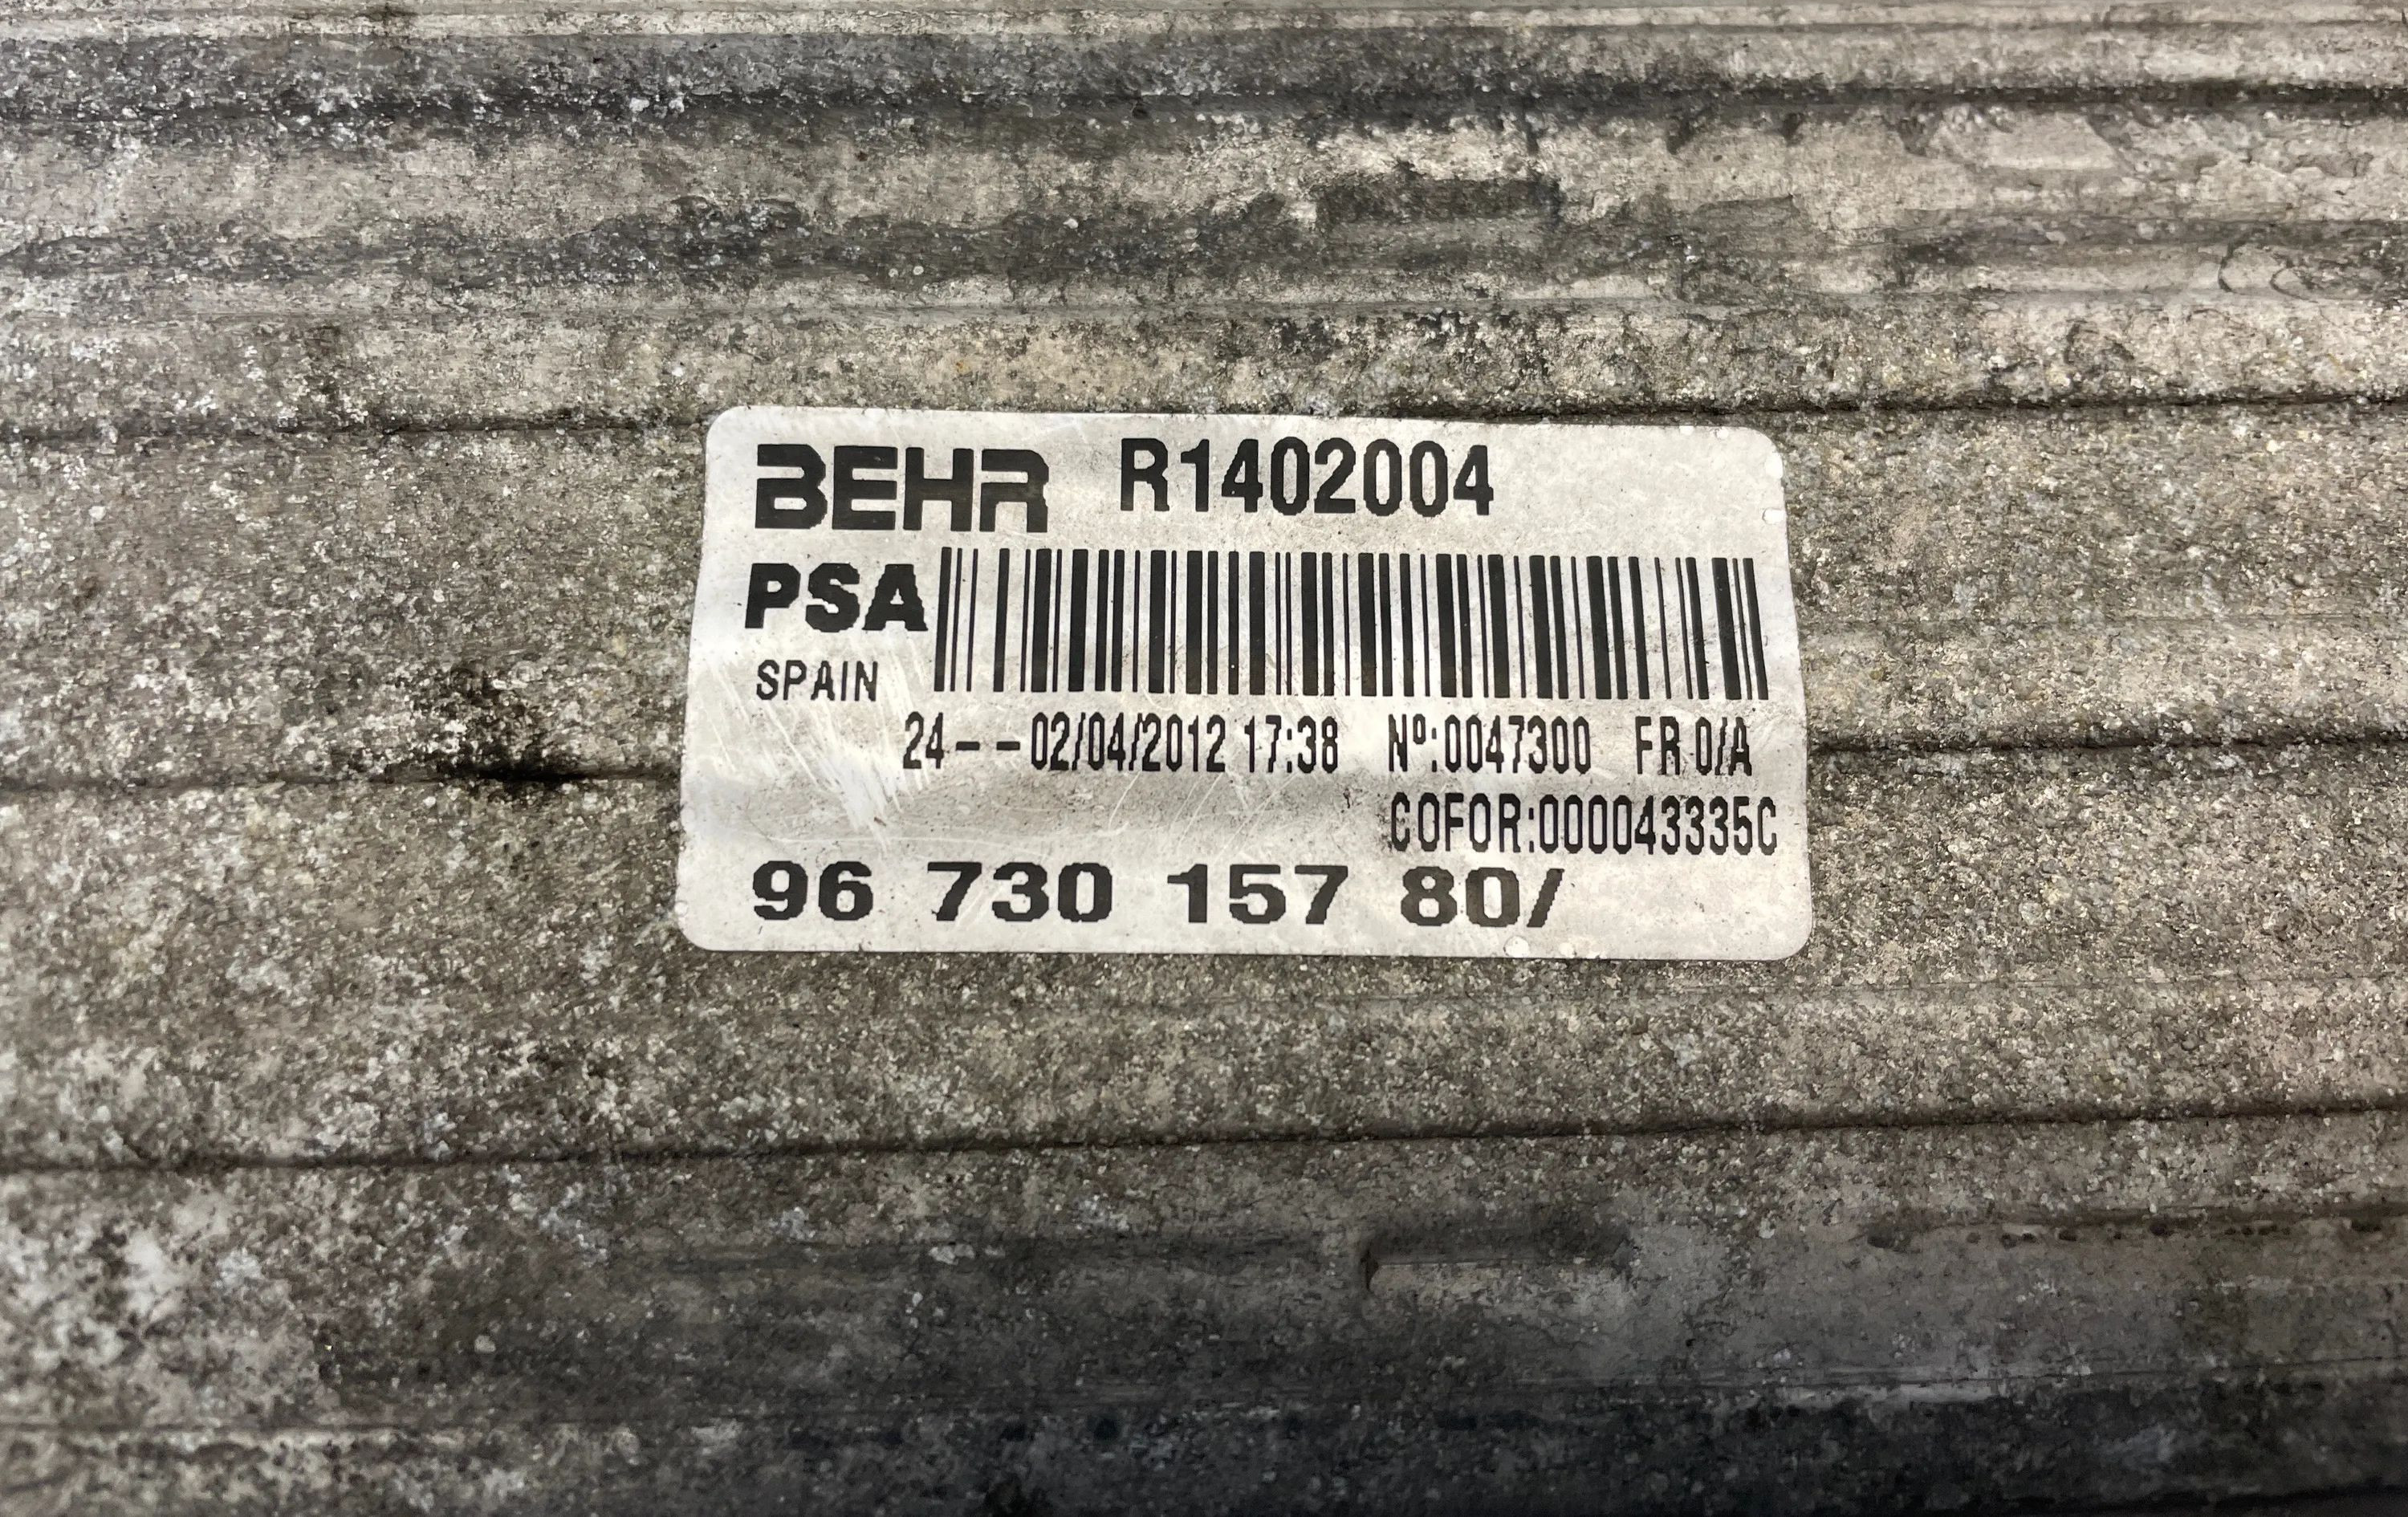 BEHR R1402004
PSA
SPAIN
24--02/04/2012 17:38 Nº:0047300 FR 0/A
COFOR:000043335C
96 730 157 80/